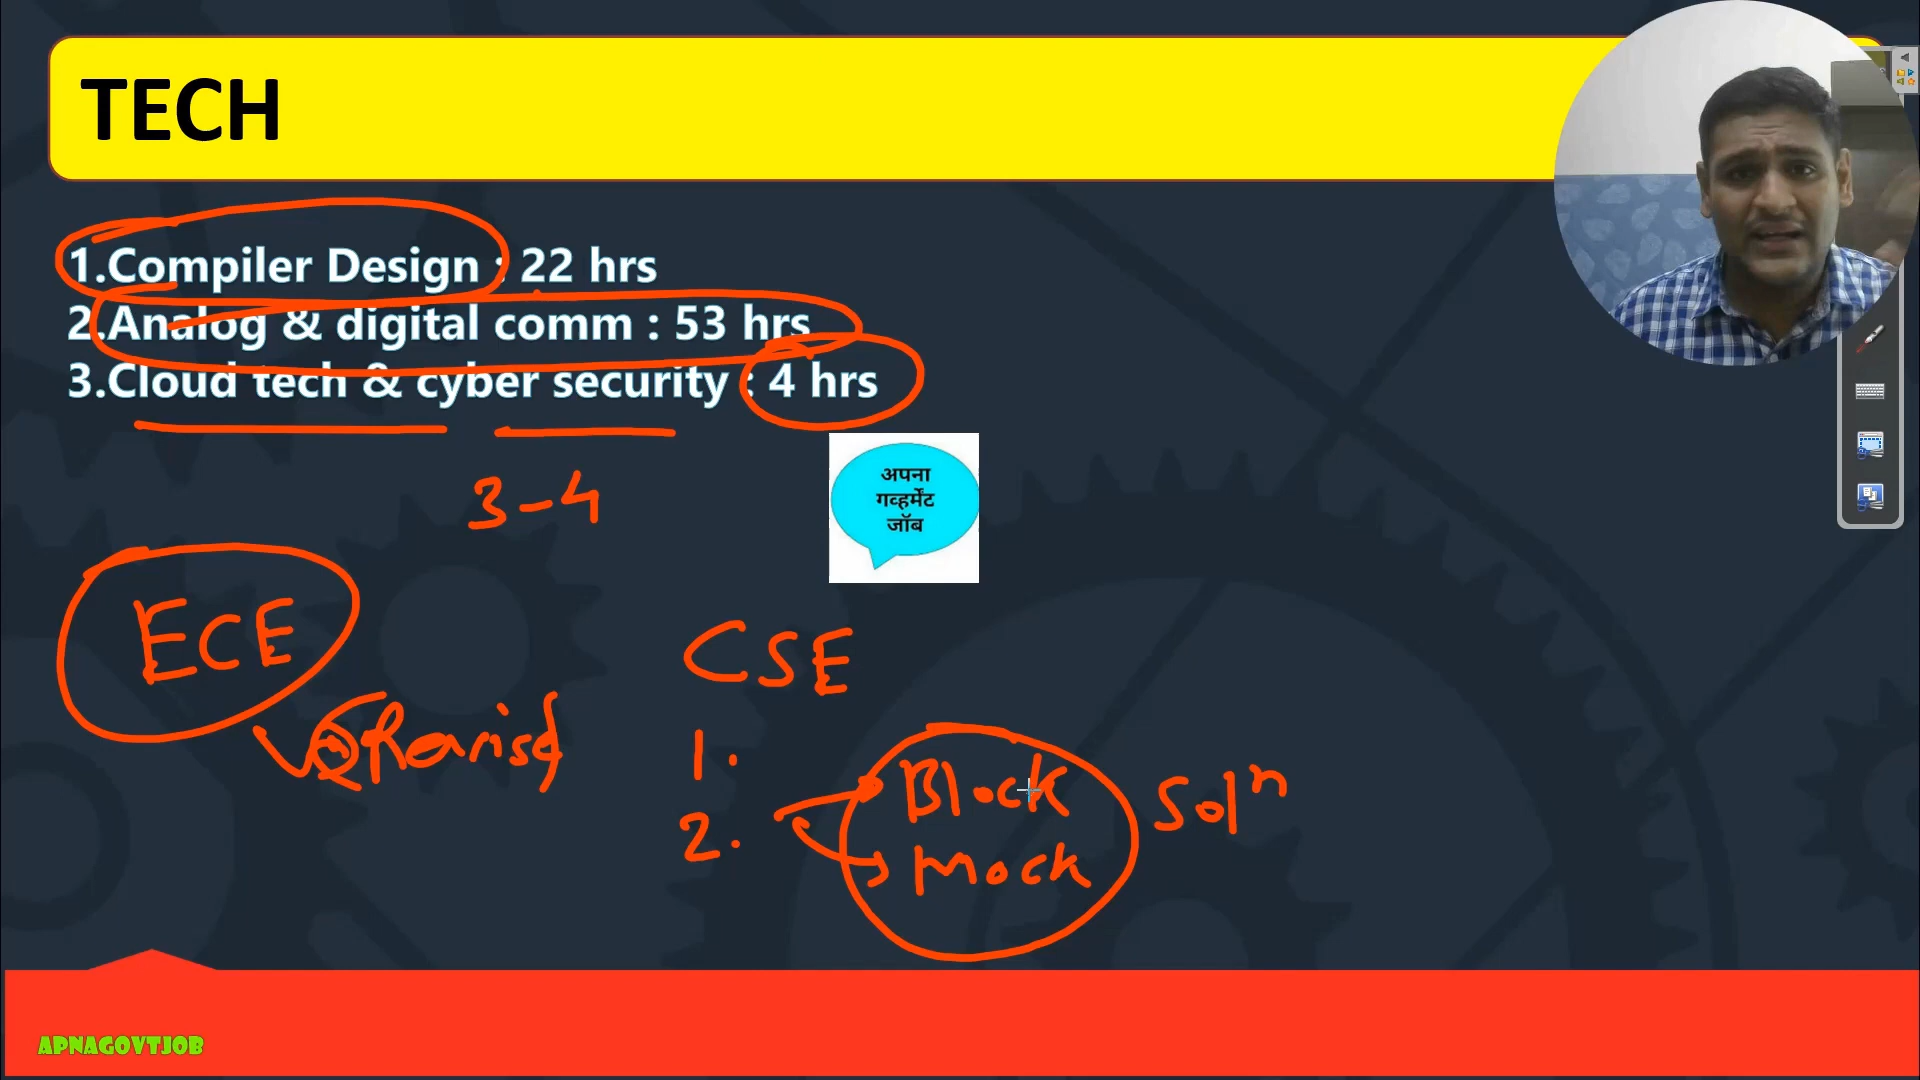 TECH
1.Compiler Design : 22 hrs
2.Analog & digital comm : 53 hrs
3.Cloud tech & cyber security : 4 hrs
अपना
गव्हर्मेंट
जॉब
3-4
ECE
CSE
1.
2.
Block
Mock
Solⁿ
APNAGOVTJOB